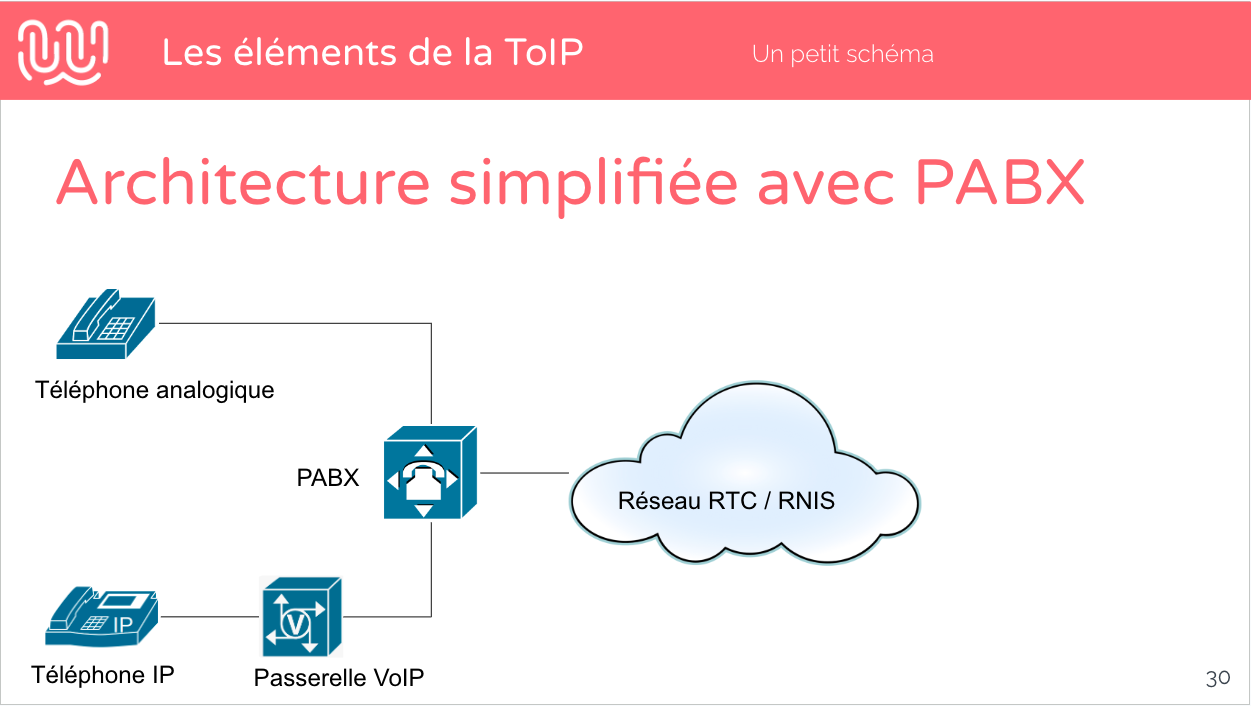 Les éléments de la ToIP
Un petit schéma
Architecture simplifiée avec PABX
Téléphone analogique
PABX
Réseau RTC / RNIS
IP
V
Téléphone IP
Passerelle VoIP
30